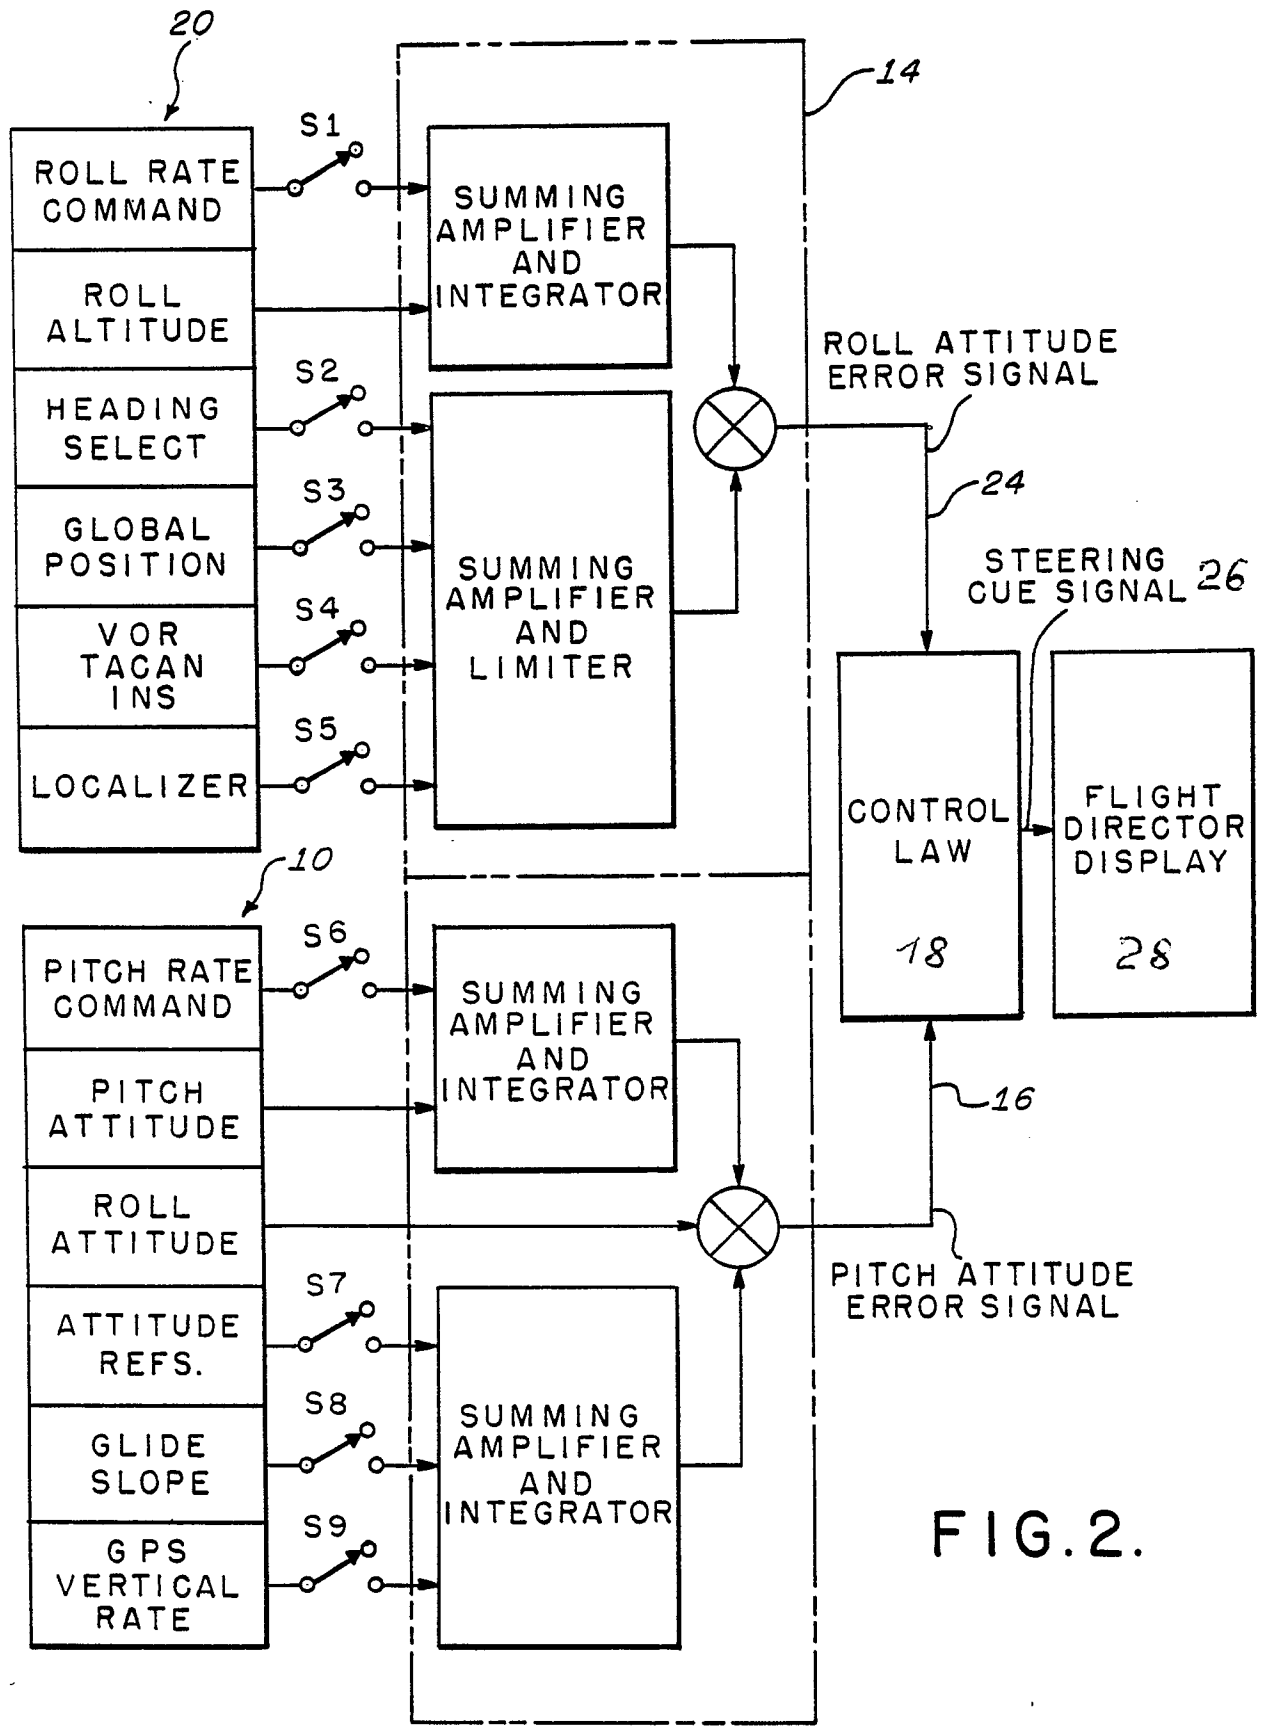 20
14
S1
ROLL RATE
COMMAND
SUMMING
AMPLIFIER
AND
INTEGRATOR
ROLL
ALTITUDE
S2
HEADING
SELECT
S3
GLOBAL
POSITION
S4
VOR
TACAN
INS
S5
LOCALIZER
SUMMING
AMPLIFIER
AND
LIMITER
ROLL ATTITUDE
ERROR SIGNAL
24
STEERING
CUE SIGNAL 26
CONTROL
LAW
18
FLIGHT
DIRECTOR
DISPLAY
28
10
S6
PITCH RATE
COMMAND
SUMMING
AMPLIFIER
AND
INTEGRATOR
PITCH
ATTITUDE
16
ROLL
ATTITUDE
PITCH ATTITUDE
ERROR SIGNAL
S7
ATTITUDE
REFS.
S8
GLIDE
SLOPE
S9
GPS
VERTICAL
RATE
SUMMING
AMPLIFIER
AND
INTEGRATOR
FIG.2.